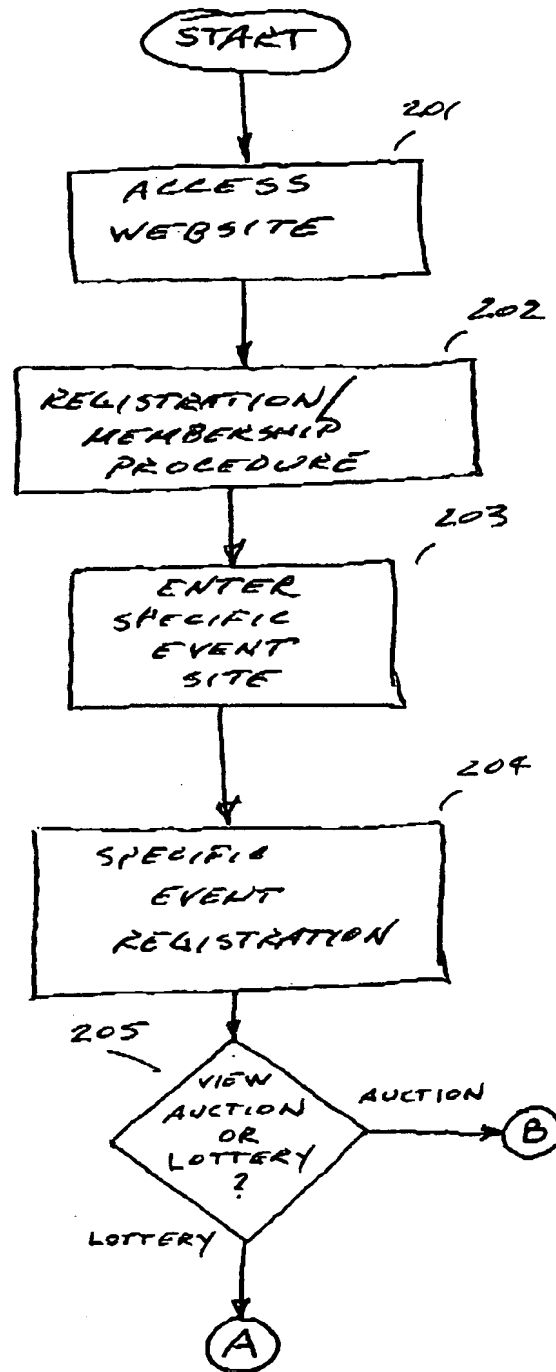 START
201
ACCESS
WEBSITE
202
REGISTRATION/
MEMBERSHIP
PROCEDURE
203
ENTER
SPECIFIC
EVENT
SITE
204
SPECIFIC
EVENT
REGISTRATION
205
VIEW
AUCTION
OR
LOTTERY
?
AUCTION
B
LOTTERY
A